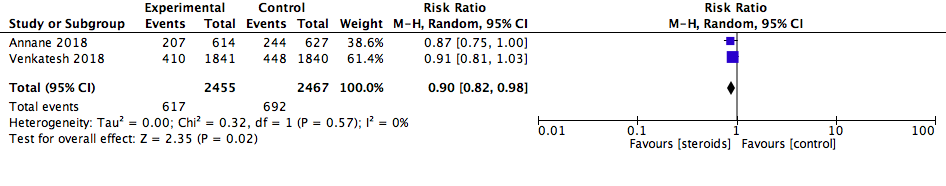 Experimental Control Risk Ratio Risk Ratio
Study or Subgroup Events Total Events Total Weight M-H, Random, 95% CI M-H, Random, 95% CI
Annane 2018 207 614 244 627 38.6% 0.87 [0.75, 1.00]
Venkatesh 2018 410 1841 448 1840 61.4% 0.91 [0.81, 1.03]
Total (95% CI) 2455 2467 100.0% 0.90 [0.82, 0.98]
Total events 617 692
Heterogeneity: Tau² = 0.00; Chi² = 0.32, df = 1 (P = 0.57); I² = 0%
Test for overall effect: Z = 2.35 (P = 0.02)
0.01 0.1 1 10 100
Favours [steroids] Favours [control]